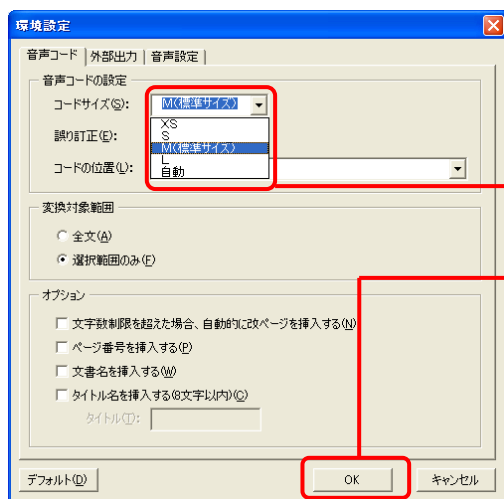 環境設定
音声コード 外部出力 音声設定
音声コードの設定
コードサイズ(S): M(標準サイズ)
XS
S
誤り訂正(E):
M(標準サイズ)
L
コードの位置(L):
自動
変換対象範囲
全文(A)
選択範囲のみ(F)
オプション
文字数制限を超えた場合、自動的に改ページを挿入する(N)
ページ番号を挿入する(P)
文書名を挿入する(W)
タイトル名を挿入する(8文字以内)(C)
タイトル(T):
デフォルト(D) OK キャンセル